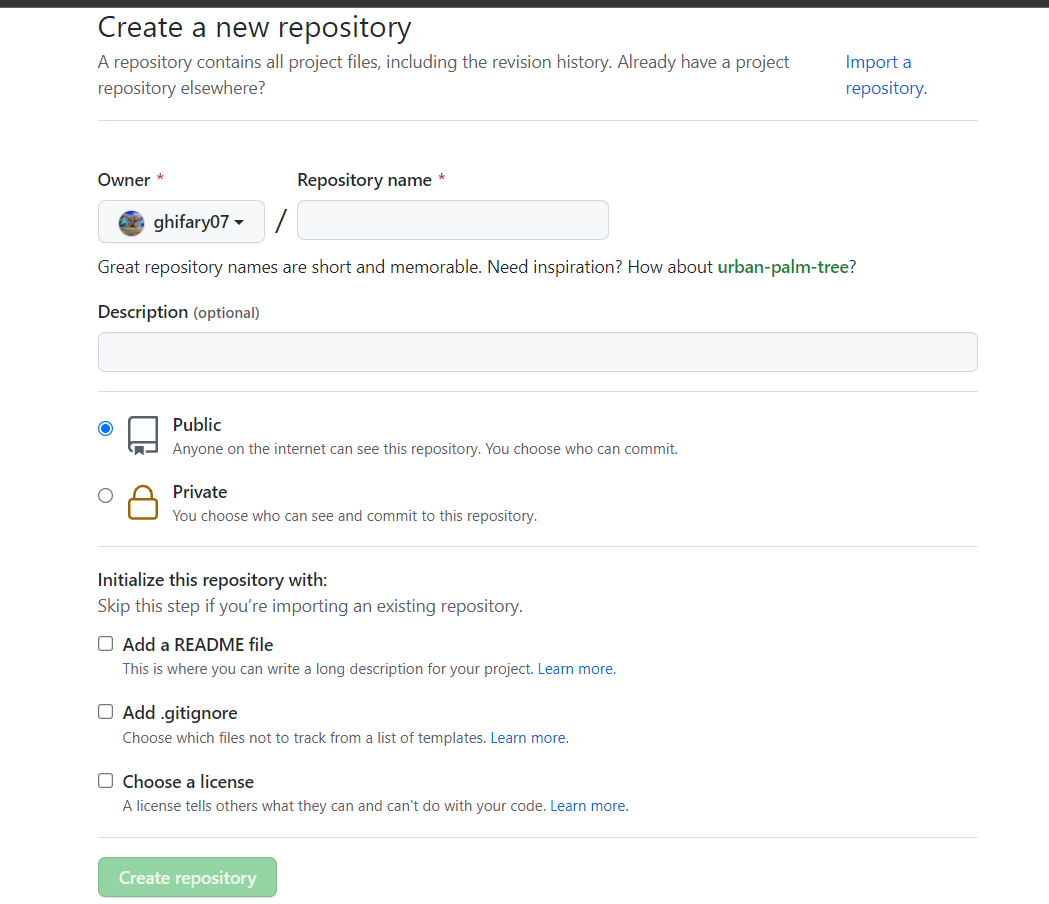 Create a new repository
A repository contains all project files, including the revision history. Already have a project
repository elsewhere?
Import a
repository.
Owner *
Repository name *
ghifary07
/
Great repository names are short and memorable. Need inspiration? How about urban-palm-tree?
Description (optional)
Public
Anyone on the internet can see this repository. You choose who can commit.
Private
You choose who can see and commit to this repository.
Initialize this repository with:
Skip this step if you’re importing an existing repository.
Add a README file
This is where you can write a long description for your project. Learn more.
Add .gitignore
Choose which files not to track from a list of templates. Learn more.
Choose a license
A license tells others what they can and can't do with your code. Learn more.
Create repository